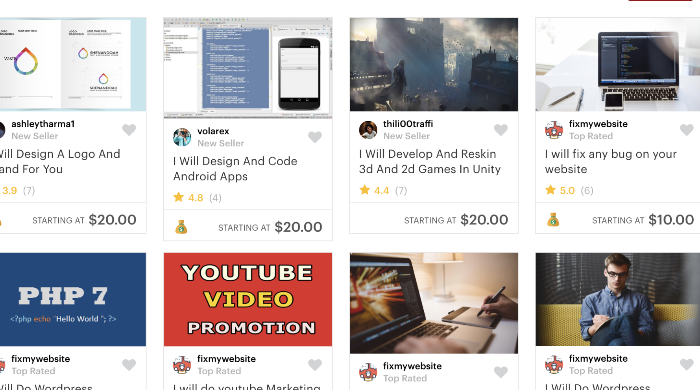 SHENANGDAH
SHENANGDAH
ashleytharma1
New Seller
Will Design A Logo And
and For You
3.9 (7)
STARTING AT $20.00
volarex
New Seller
I Will Design And Code
Android Apps
4.8 (4)
STARTING AT $20.00
thili00traffi
New Seller
I Will Develop And Reskin
3d And 2d Games In Unity
4.4 (7)
STARTING AT $20.00
fixmywebsite
Top Rated
I will fix any bug on your
website
5.0 (6)
STARTING AT $10.00
PHP 7
<?php echo "Hello World "; ?>
fixmywebsite
Top Rated
Will Do Wordpress
YOUTUBE
VIDEO
PROMOTION
fixmywebsite
Top Rated
I will do youtube Marketing
fixmywebsite
Top Rated
fixmywebsite
Top Rated
I Will Do Wordpress